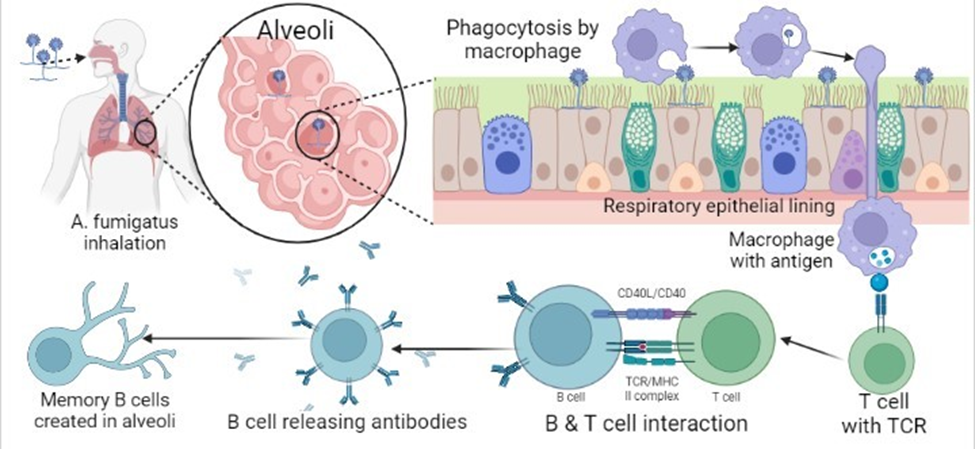 Alveoli
Phagocytosis by
macrophage
A. fumigatus
inhalation
Respiratory epithelial lining
Macrophage
with antigen
CD40L/CD40
TCR/MHC
II complex
B cell
T cell
Memory B cells
created in alveoli
B cell releasing antibodies
B & T cell interaction
T cell
with TCR